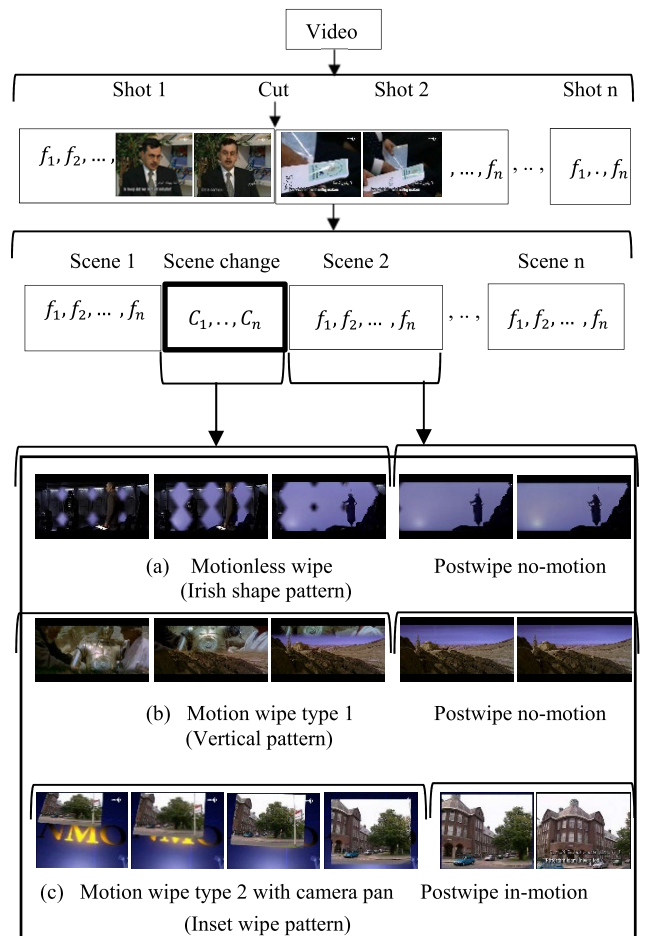 Video
Shot 1 Cut Shot 2 Shot n
f₁, f₂, ... , , ... , fₙ , .. , f₁, . , fₙ
Scene 1 Scene change Scene 2 Scene n
f₁, f₂, ... , fₙ C₁, . . , Cₙ f₁, f₂, ... , fₙ , .. , f₁, f₂, ... , fₙ
(a) Motionless wipe Postwipe no-motion
(Irish shape pattern)
(b) Motion wipe type 1 Postwipe no-motion
(Vertical pattern)
(c) Motion wipe type 2 with camera pan Postwipe in-motion
(Inset wipe pattern)